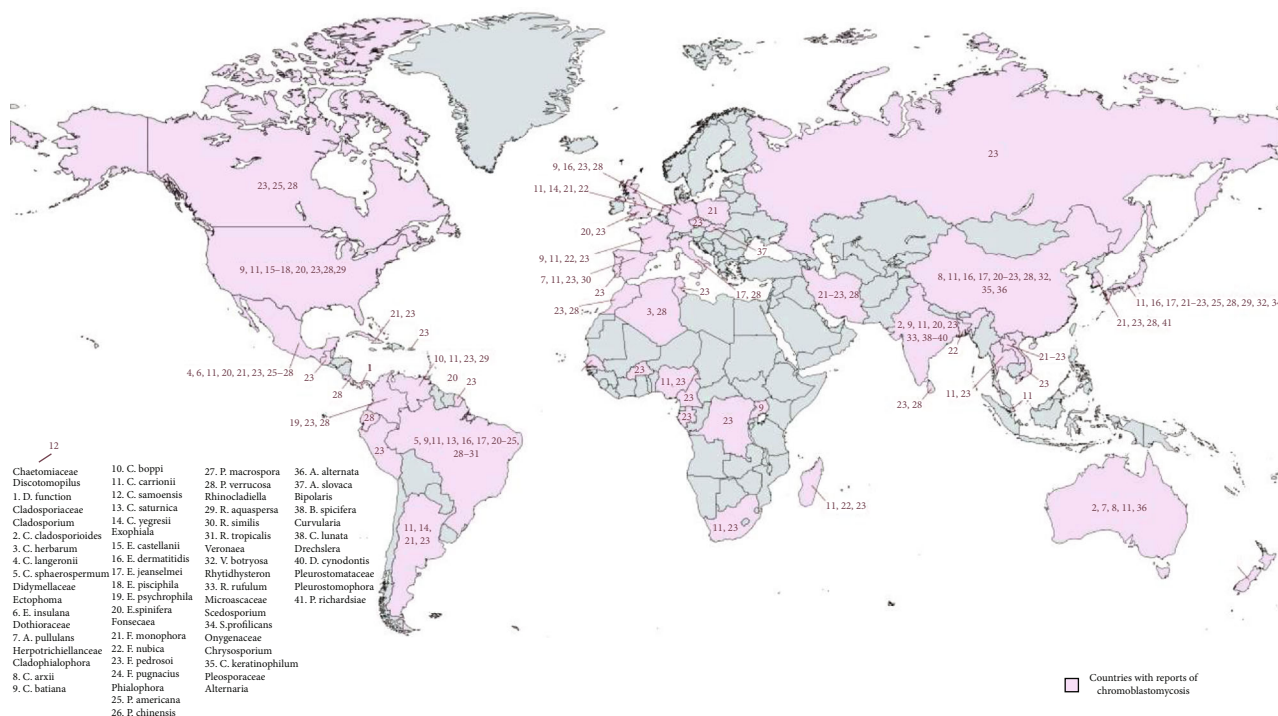 23
9, 16, 23, 28
11, 14, 21, 22
23, 25, 28
21
23
20, 23
37
9, 11, 22, 23
9, 11, 15–18, 20, 23,28,29
7, 11, 23, 30
8, 11, 16, 17, 20–23, 28, 32,
35, 36
23
23
17, 28
21–23, 28
11, 16, 17, 21–23, 25, 28, 29, 32, 34
23, 28
3, 28
21, 23
21, 23, 28, 41
2, 9, 11, 20, 23
33, 38–40
23
22
10, 11, 23, 29
21–23
1
4, 6, 11, 20, 21, 23, 25–28
23
23
11, 23
20
23
23
28
11, 23
11
23
23, 28
9
19, 23, 28
28
23
23
5, 9,11, 13, 16, 17, 20–25,
28–31
23
12
11, 22, 23
2, 7, 8, 11, 36
11, 14,
21, 23
11, 23
Chaetomiaceae
Discotomopilus
1. D. function
Cladosporiaceae
Cladosporium
2. C. cladosporioides
3. C. herbarum
4. C. langeronii
5. C. sphaerospermum
Didymellaceae
Ectophoma
6. E. insulana
Dothioraceae
7. A. pullulans
Herpotrichiellanceae
Cladophialophora
8. C. arxii
9. C. batiana
10. C. boppi
11. C. carrionii
12. C. samoensis
13. C. saturnica
14. C. yegresii
Exophiala
15. E. castellanii
16. E. dermatitidis
17. E. jeanselmei
18. E. pisciphila
19. E. psychrophila
20. E.spinifera
Fonsecaea
21. F. monophora
22. F. nubica
23. F. pedrosoi
24. F. pugnacius
Phialophora
25. P. americana
26. P. chinensis
27. P. macrospora
28. P. verrucosa
Rhinocladiella
29. R. aquaspersa
30. R. similis
31. R. tropicalis
Veronaea
32. V. botryosa
Rhytidhysteron
33. R. rufulum
Microascaceae
Scedosporium
34. S.profilicans
Onygenaceae
Chrysosporium
35. C. keratinophilum
Pleosporaceae
Alternaria
36. A. alternata
37. A. slovaca
Bipolaris
38. B. spicifera
Curvularia
38. C. lunata
Drechslera
40. D. cynodontis
Pleurostomataceae
Pleurostomophora
41. P. richardsiae
Countries with reports of
chromoblastomycosis